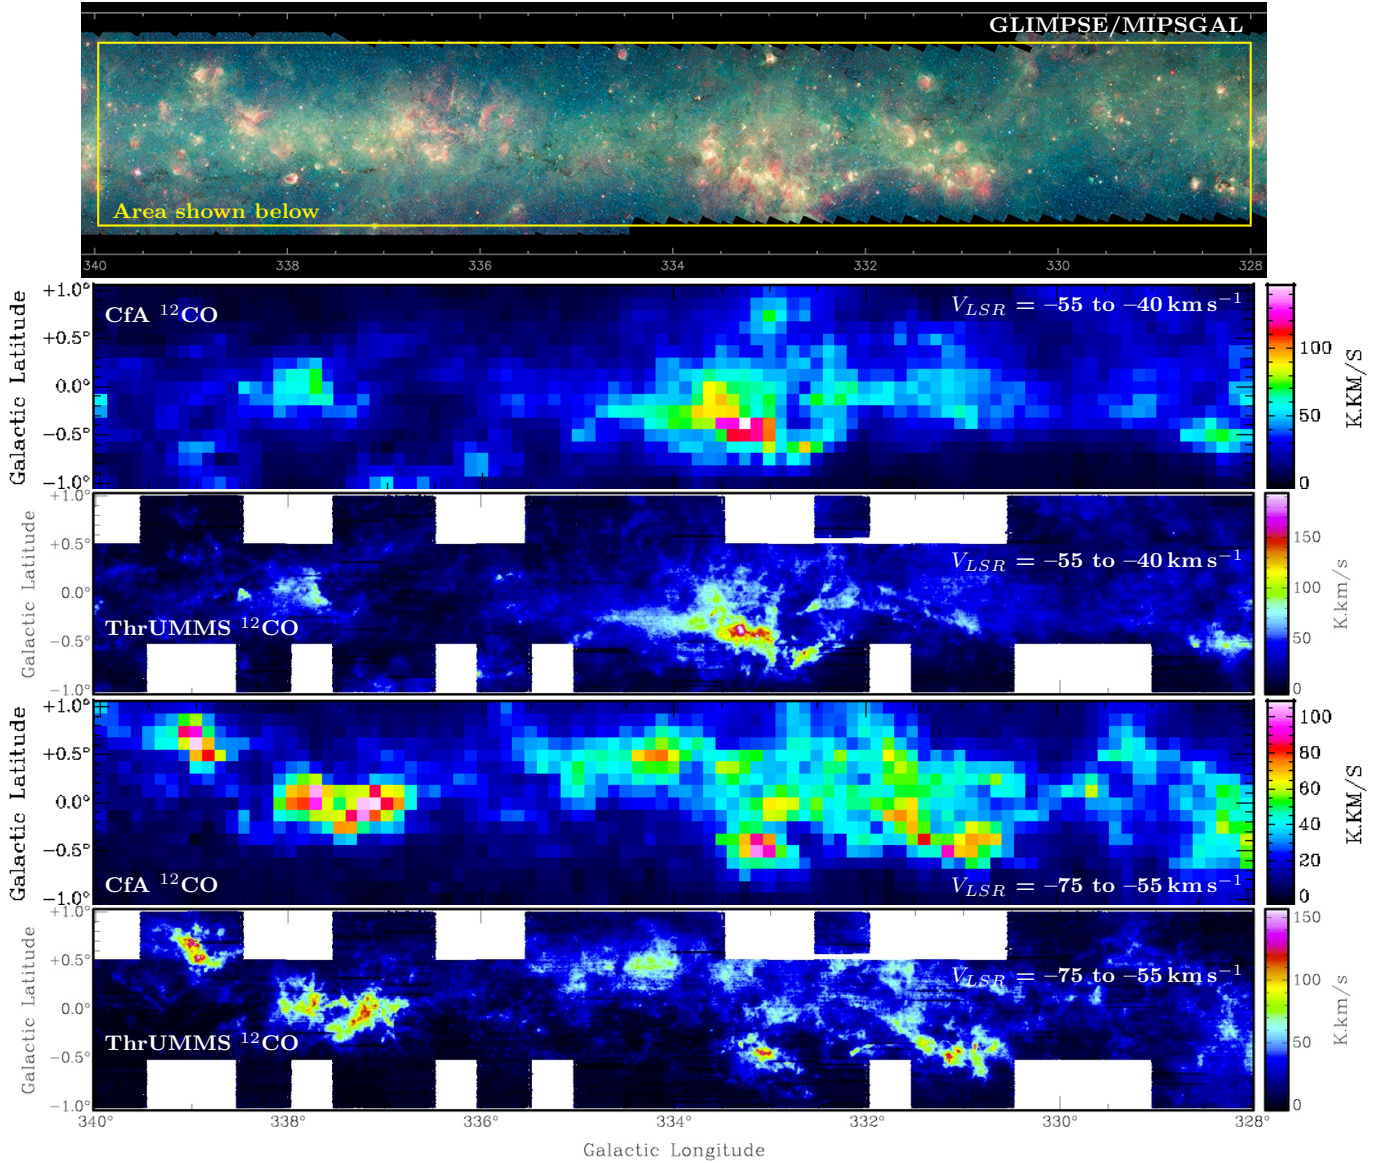 GLIMPSE/MIPSGAL
Area shown below
340 338 336 334 332 330 328
CfA ¹²CO
V_LSR = –55 to –40 km s⁻¹
+1.0°
+0.5°
0.0°
−0.5°
−1.0°
Galactic Latitude
100
50
0
K.KM/S
+1.0°
+0.5°
0.0°
−0.5°
−1.0°
Galactic Latitude
V_LSR = –55 to –40 km s⁻¹
ThrUMMS ¹²CO
150
100
50
0
K.km/s
+1.0°
+0.5°
0.0°
−0.5°
−1.0°
Galactic Latitude
CfA ¹²CO
V_LSR = –75 to –55 km s⁻¹
100
80
60
40
20
0
K.KM/S
+1.0°
+0.5°
0.0°
−0.5°
−1.0°
Galactic Latitude
V_LSR = –75 to –55 km s⁻¹
ThrUMMS ¹²CO
150
100
50
0
K.km/s
340° 338° 336° 334° 332° 330° 328°
Galactic Longitude